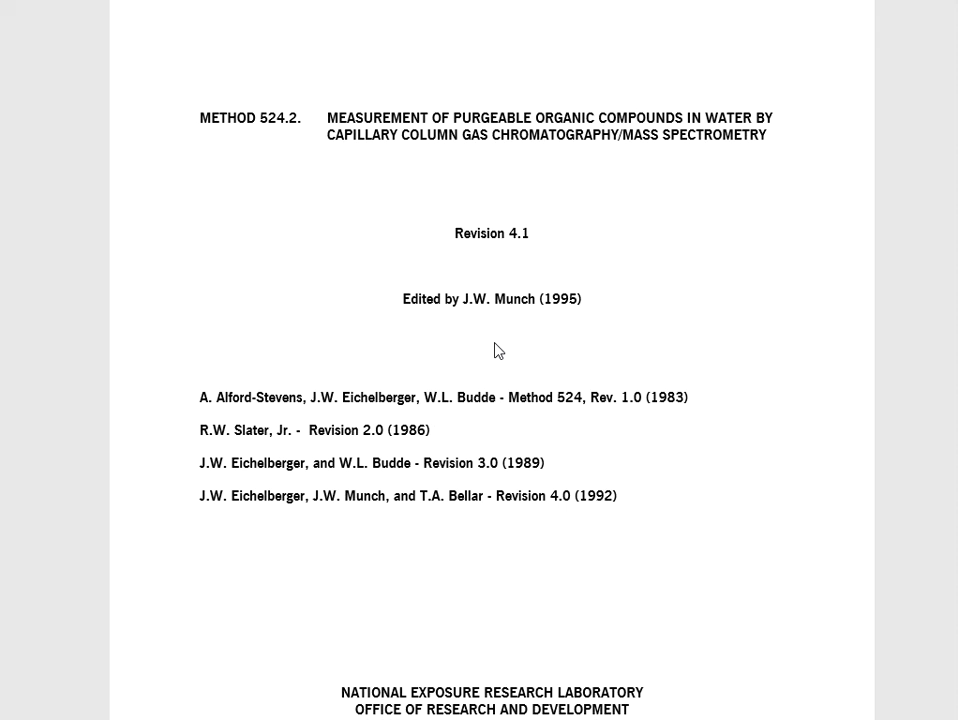 METHOD 524.2. MEASUREMENT OF PURGEABLE ORGANIC COMPOUNDS IN WATER BY
CAPILLARY COLUMN GAS CHROMATOGRAPHY/MASS SPECTROMETRY
Revision 4.1
Edited by J.W. Munch (1995)
A. Alford-Stevens, J.W. Eichelberger, W.L. Budde - Method 524, Rev. 1.0 (1983)
R.W. Slater, Jr. - Revision 2.0 (1986)
J.W. Eichelberger, and W.L. Budde - Revision 3.0 (1989)
J.W. Eichelberger, J.W. Munch, and T.A. Bellar - Revision 4.0 (1992)
NATIONAL EXPOSURE RESEARCH LABORATORY
OFFICE OF RESEARCH AND DEVELOPMENT